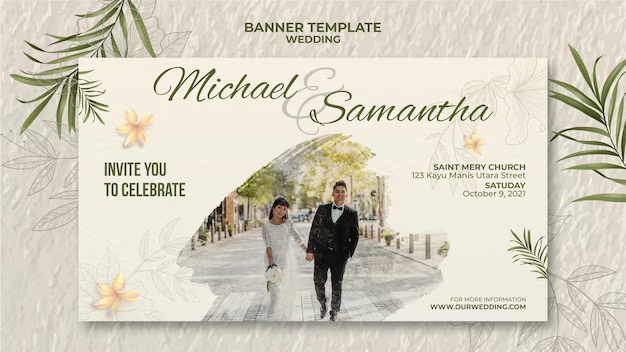 BANNER TEMPLATE
WEDDING
Michael
&
Samantha
INVITE YOU
TO CELEBRATE
SAINT MERY CHURCH
123 Kayu Manis Utara Street
SATUDAY
October 9, 2021
FOR MORE INFORMATION
WWW.OURWEDDING.COM